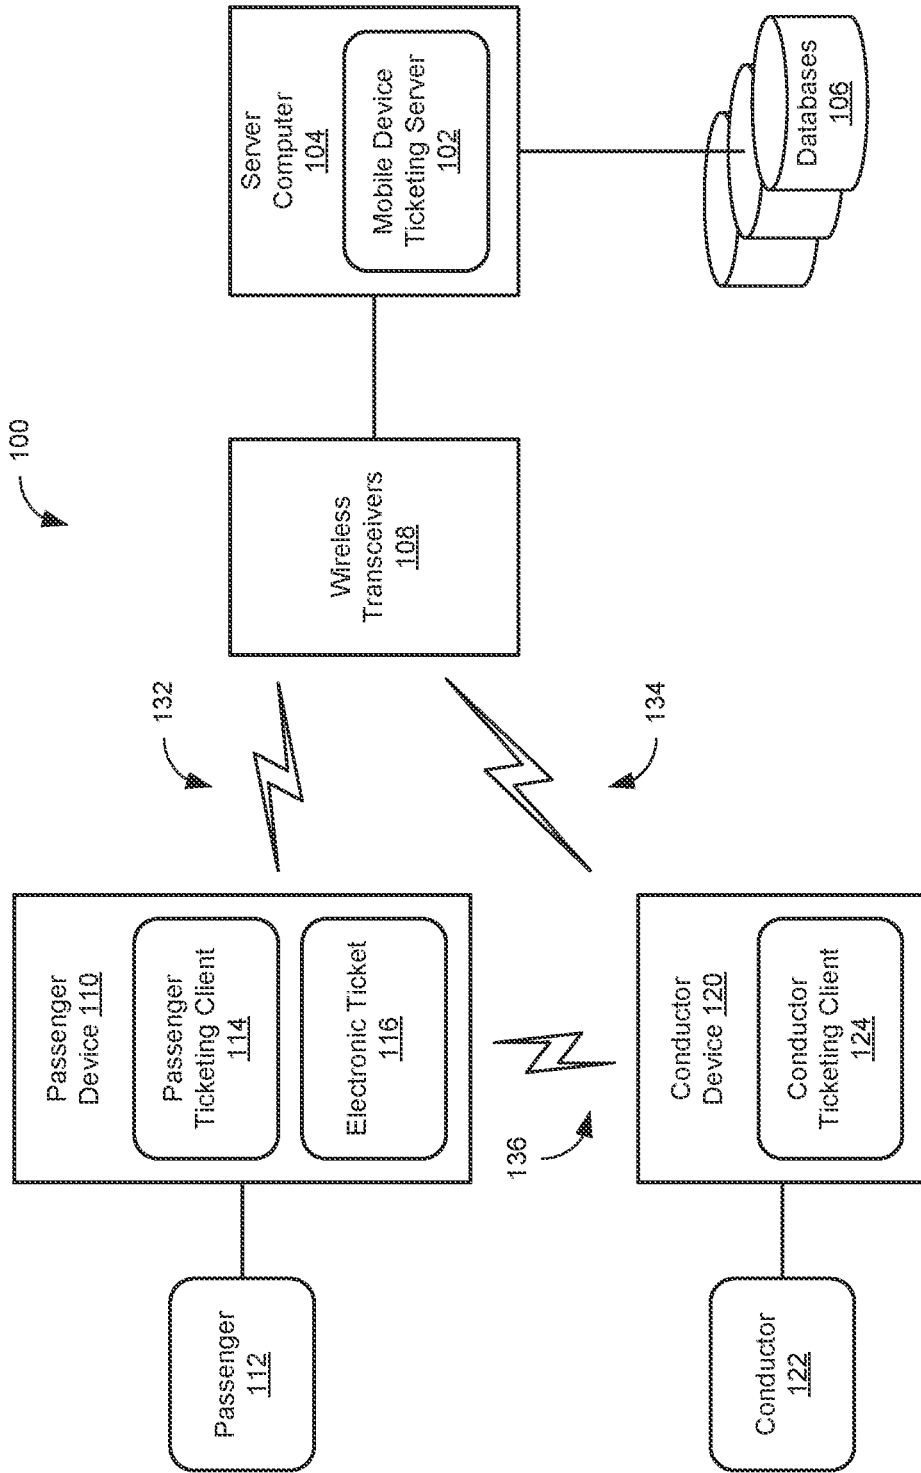 100
Passenger
112
Passenger
Device 110
Passenger
Ticketing Client
114
Electronic Ticket
116
132
Wireless
Transceivers
108
Server
Computer
104
Mobile Device
Ticketing Server
102
Conductor
122
136
Conductor
Device 120
Conductor
Ticketing Client
124
134
Databases
106